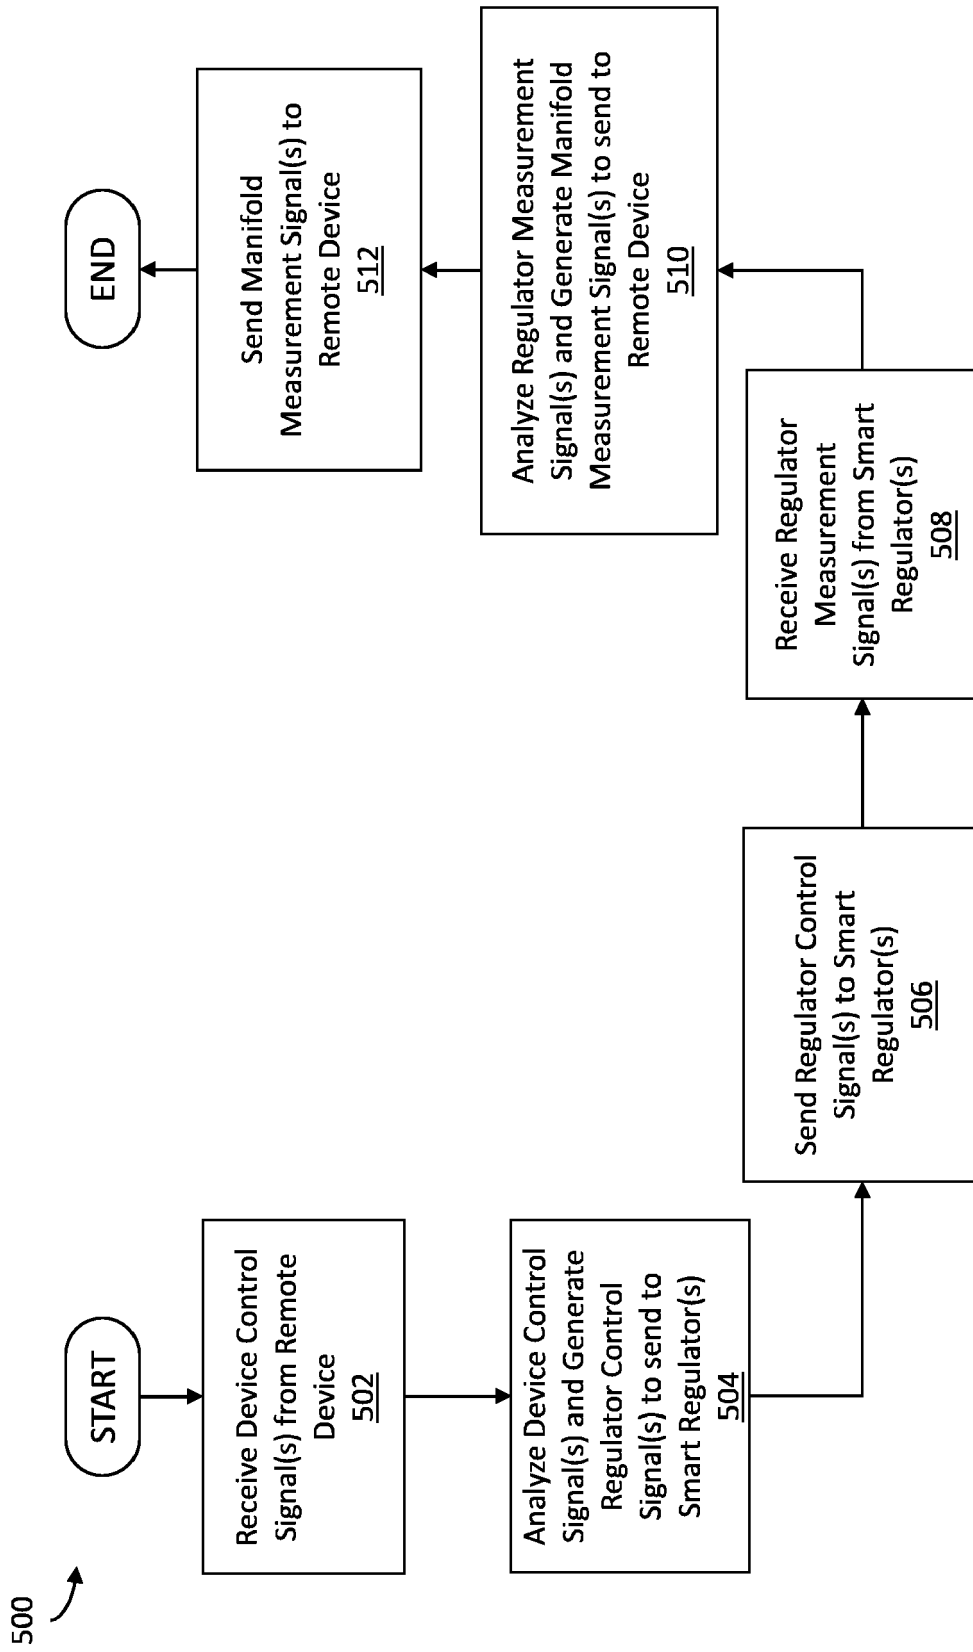 500
START
Receive Device Control
Signal(s) from Remote
Device
502
Analyze Device Control
Signal(s) and Generate
Regulator Control
Signal(s) to send to
Smart Regulator(s)
504
Send Regulator Control
Signal(s) to Smart
Regulator(s)
506
Receive Regulator
Measurement
Signal(s) from Smart
Regulator(s)
508
Analyze Regulator Measurement
Signal(s) and Generate Manifold
Measurement Signal(s) to send to
Remote Device
510
Send Manifold
Measurement Signal(s) to
Remote Device
512
END